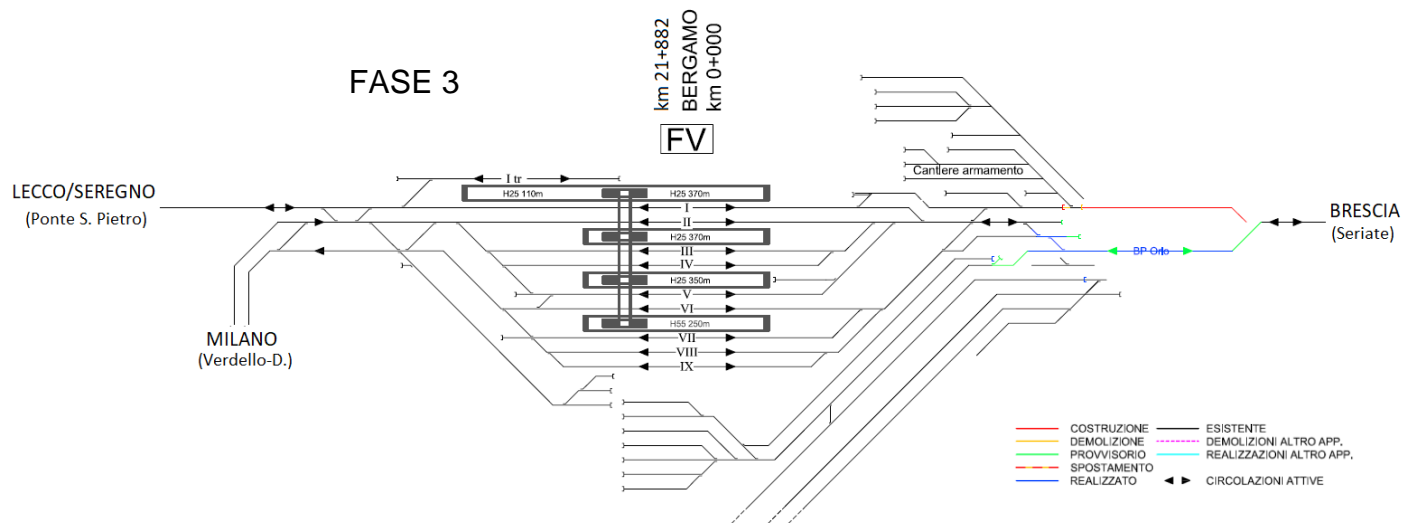 FASE 3
km 21+882
BERGAMO
km 0+000
FV
LECCO/SEREGNO
(Ponte S. Pietro)
MILANO
(Verdello-D.)
BRESCIA
(Seriate)
Cantiere armamento
BP Orio
I tr
H25 110m
H25 370m
I
II
H25 370m
III
IV
H25 350m
V
VI
H55 250m
VII
VIII
IX
COSTRUZIONE
DEMOLIZIONE
PROVVISORIO
SPOSTAMENTO
REALIZZATO
ESISTENTE
DEMOLIZIONI ALTRO APP.
REALIZZAZIONI ALTRO APP.
CIRCOLAZIONI ATTIVE